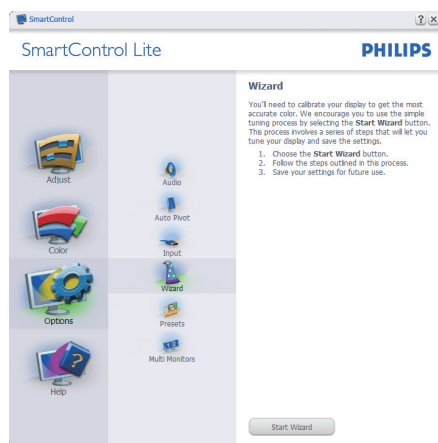 SmartControl
SmartControl Lite
PHILIPS
Adjust
Color
Options
Help
Audio
Auto Pivot
Input
Wizard
Presets
Multi Monitors
Wizard
You'll need to calibrate your display to get the most
accurate color. We encourage you to use the simple
tuning process by selecting the Start Wizard button.
This process involves a series of steps that will let you
tune your display and save the settings.
1. Choose the Start Wizard button.
2. Follow the steps outlined in this process.
3. Save your settings for future use.
Start Wizard